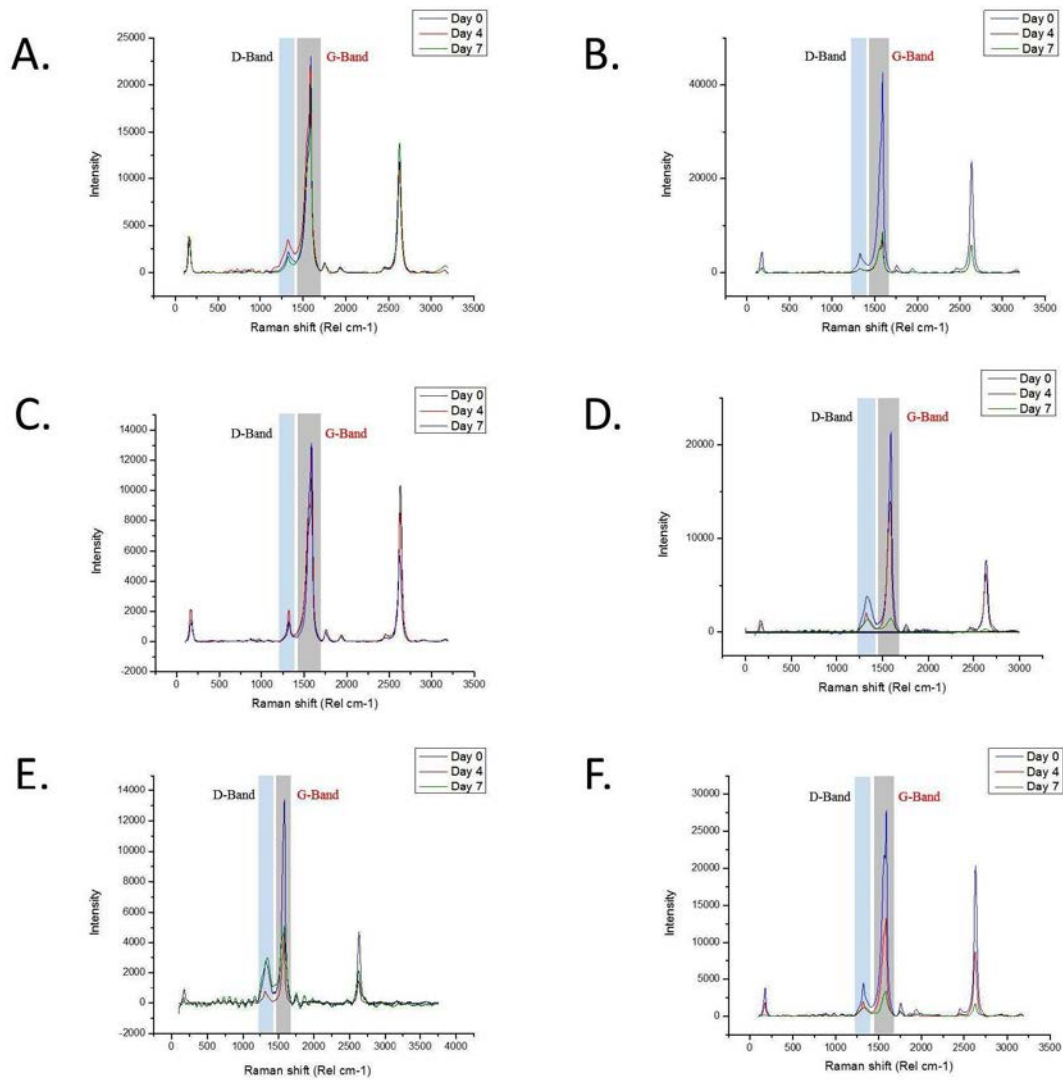 A.
Day 0
Day 4
Day 7
D-Band G-Band
25000
20000
15000
10000
5000
0
Intensity
0 500 1000 1500 2000 2500 3000 3500
Raman shift (Rel cm-1)
B.
Day 0
Day 4
Day 7
D-Band G-Band
40000
20000
0
Intensity
0 500 1000 1500 2000 2500 3000 3500
Raman shift (Rel cm-1)
C.
Day 0
Day 4
Day 7
D-Band G-Band
14000
12000
10000
8000
6000
4000
2000
0
-2000
Intensity
0 500 1000 1500 2000 2500 3000 3500
Raman shift (Rel cm-1)
D.
Day 0
Day 4
Day 7
D-Band G-Band
20000
10000
0
Intensity
0 500 1000 1500 2000 2500 3000
Raman shift (Rel cm-1)
E.
Day 0
Day 4
Day 7
D-Band G-Band
14000
12000
10000
8000
6000
4000
2000
0
-2000
Intensity
0 500 1000 1500 2000 2500 3000 3500 4000
Raman shift (Rel cm-1)
F.
Day 0
Day 4
Day 7
D-Band G-Band
30000
25000
20000
15000
10000
5000
0
Intensity
0 500 1000 1500 2000 2500 3000 3500
Raman shift (Rel cm-1)